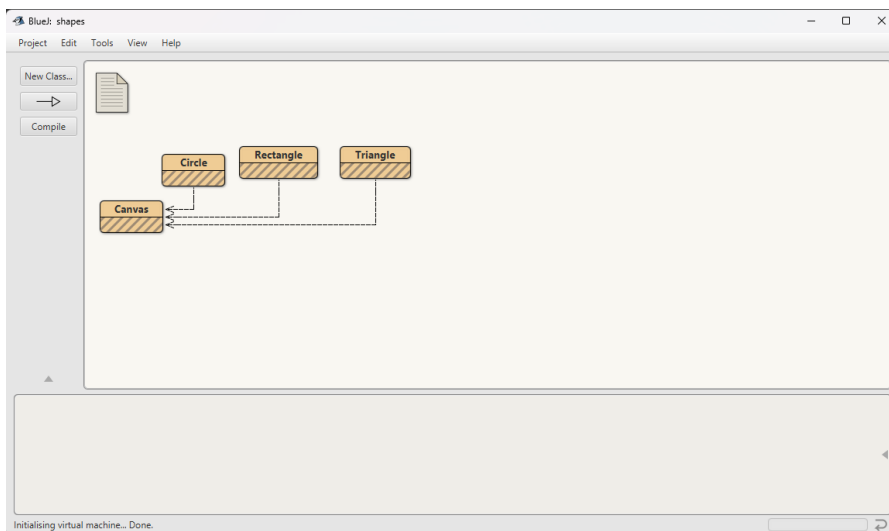 BlueJ: shapes
Project Edit Tools View Help
New Class...
Compile
Circle
Rectangle
Triangle
Canvas
Initialising virtual machine... Done.